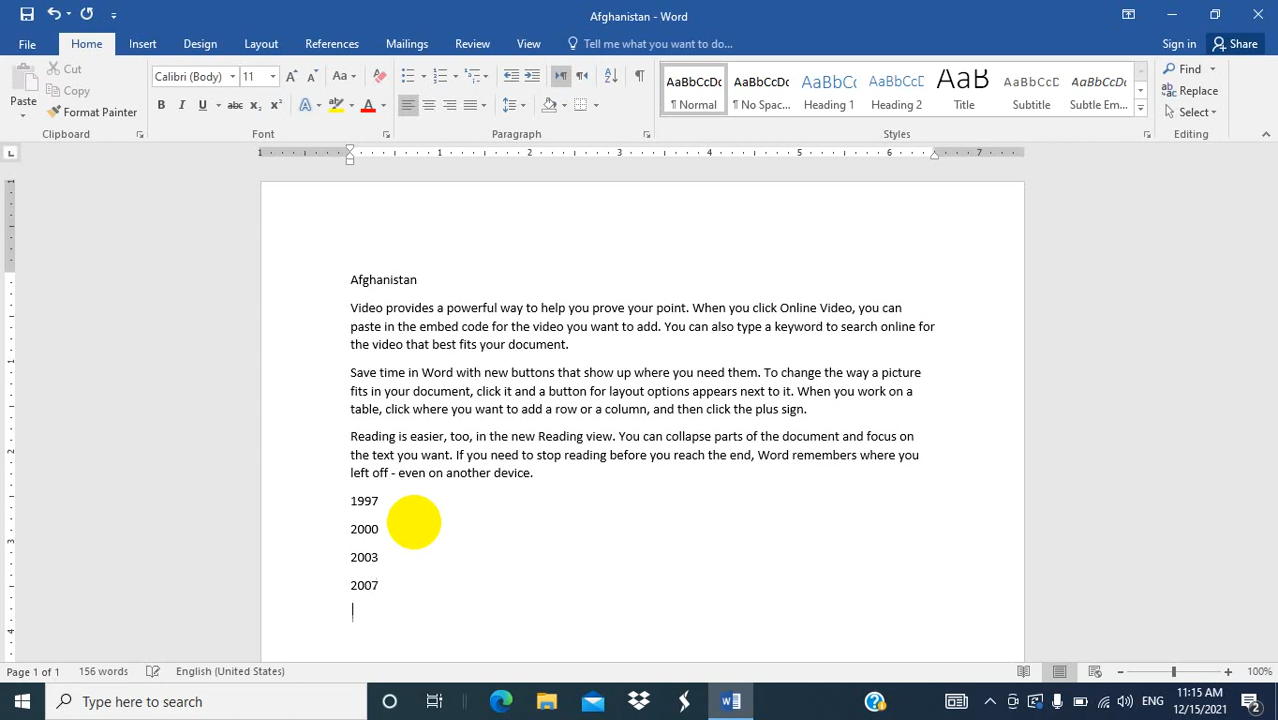 Afghanistan - Word
File Home Insert Design Layout References Mailings Review View Tell me what you want to do... Sign in Share
Paste
Cut
Copy
Format Painter
Clipboard
Calibri (Body) 11
Font
Paragraph
AaBbCcDc AaBbCcDc AaBbCc AaBbCcD AaB AaBbCcD AaBbCcDc
¶ Normal ¶ No Spac... Heading 1 Heading 2 Title Subtitle Subtle Em...
Styles
Find
Replace
Select
Editing
1 1 2 3 4 5 6 7
Afghanistan
Video provides a powerful way to help you prove your point. When you click Online Video, you can
paste in the embed code for the video you want to add. You can also type a keyword to search online for
the video that best fits your document.
Save time in Word with new buttons that show up where you need them. To change the way a picture
fits in your document, click it and a button for layout options appears next to it. When you work on a
table, click where you want to add a row or a column, and then click the plus sign.
Reading is easier, too, in the new Reading view. You can collapse parts of the document and focus on
the text you want. If you need to stop reading before you reach the end, Word remembers where you
left off - even on another device.
1997
2000
2003
2007
Page 1 of 1 156 words English (United States) 100%
Type here to search
ENG
11:15 AM
12/15/2021
2